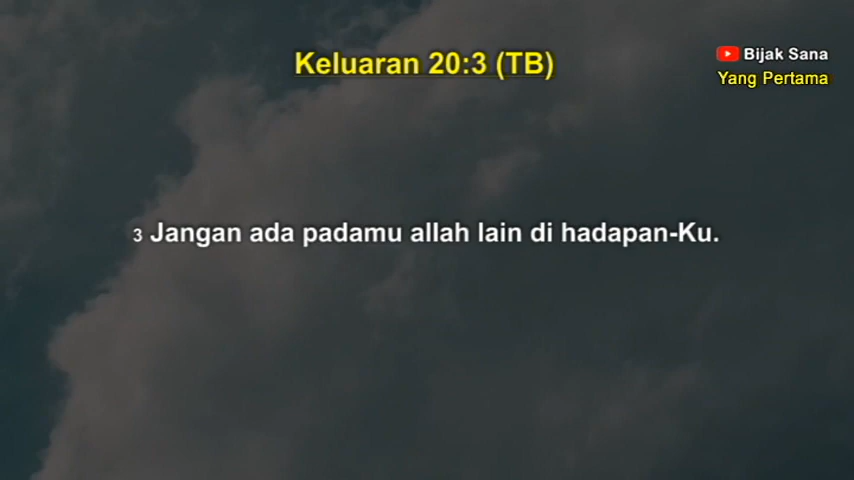 Keluaran 20:3 (TB)
Bijak Sana
Yang Pertama
3 Jangan ada padamu allah lain di hadapan-Ku.